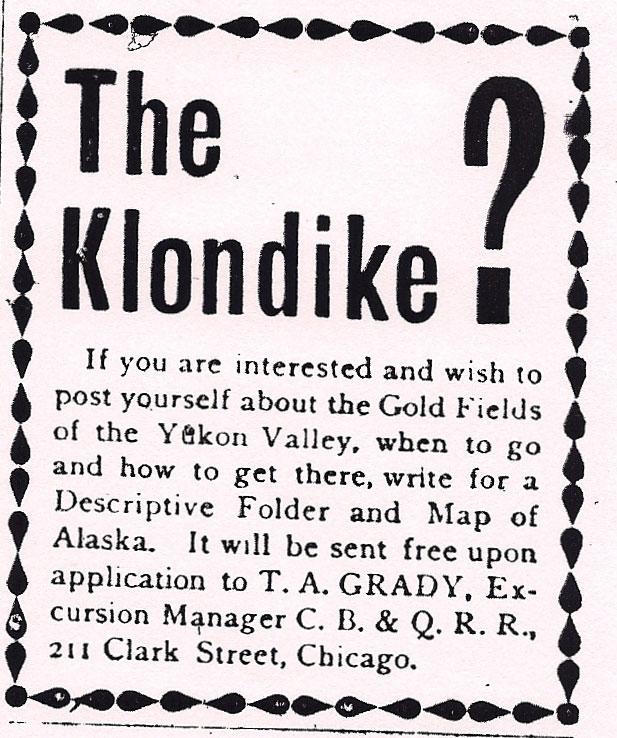 The
Klondike ?
If you are interested and wish to
post yourself about the Gold Fields
of the Yukon Valley, when to go
and how to get there, write for a
Descriptive Folder and Map of
Alaska. It will be sent free upon
application to T. A. GRADY, Ex-
cursion Manager C. B. & Q. R. R.,
211 Clark Street, Chicago.